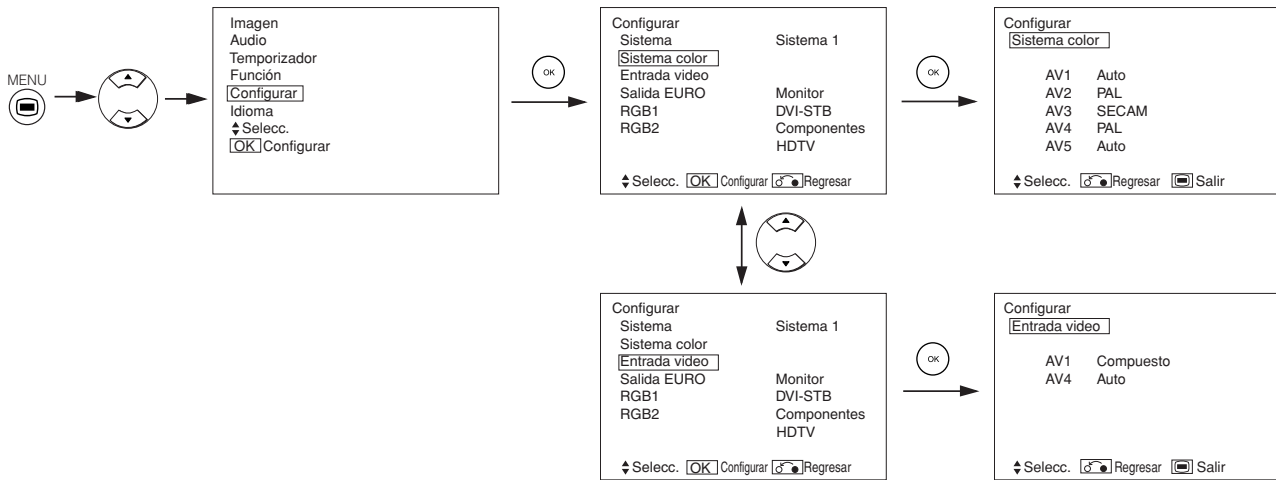 MENU
Imagen
Audio
Temporizador
Función
Configurar
Idioma
Selecc.
OK Configurar
OK
Configurar
Sistema Sistema 1
Sistema color
Entrada video
Salida EURO Monitor
RGB1 DVI-STB
RGB2 Componentes
HDTV
Selecc. OK Configurar Regresar
OK
Configurar
Sistema color
AV1 Auto
AV2 PAL
AV3 SECAM
AV4 PAL
AV5 Auto
Selecc. Regresar Salir
Configurar
Sistema Sistema 1
Sistema color
Entrada video
Salida EURO Monitor
RGB1 DVI-STB
RGB2 Componentes
HDTV
Selecc. OK Configurar Regresar
OK
Configurar
Entrada video
AV1 Compuesto
AV4 Auto
Selecc. Regresar Salir